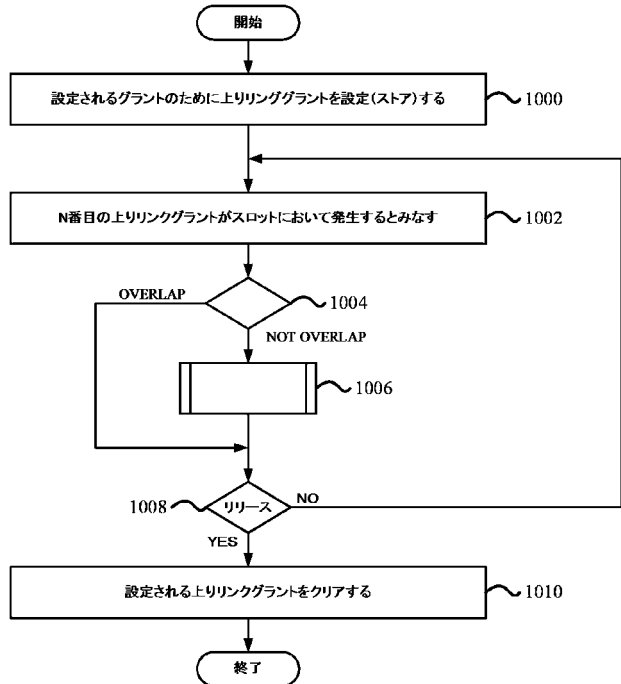 開始
設定されるグラントのために上りリンググラントを設定(ストア)する
1000
N番目の上りリンクグラントがスロットにおいて発生するとみなす
1002
OVERLAP
1004
NOT OVERLAP
1006
1008
リリース
NO
YES
設定される上りリンクグラントをクリアする
1010
終了